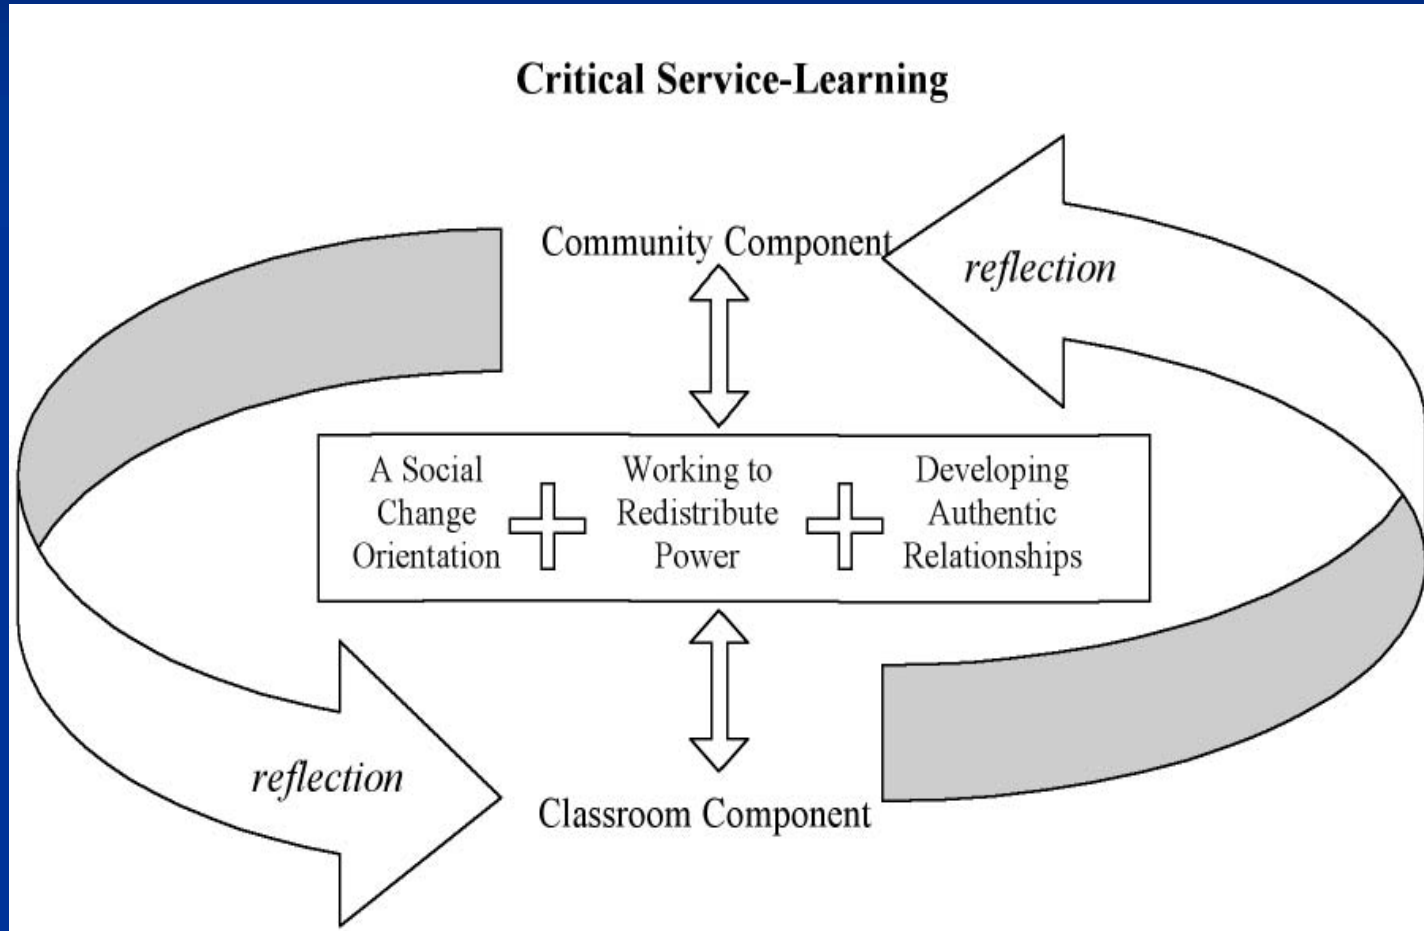 Critical Service-Learning
Community Component
reflection
A Social
Change
Orientation
Working to
Redistribute
Power
Developing
Authentic
Relationships
reflection
Classroom Component